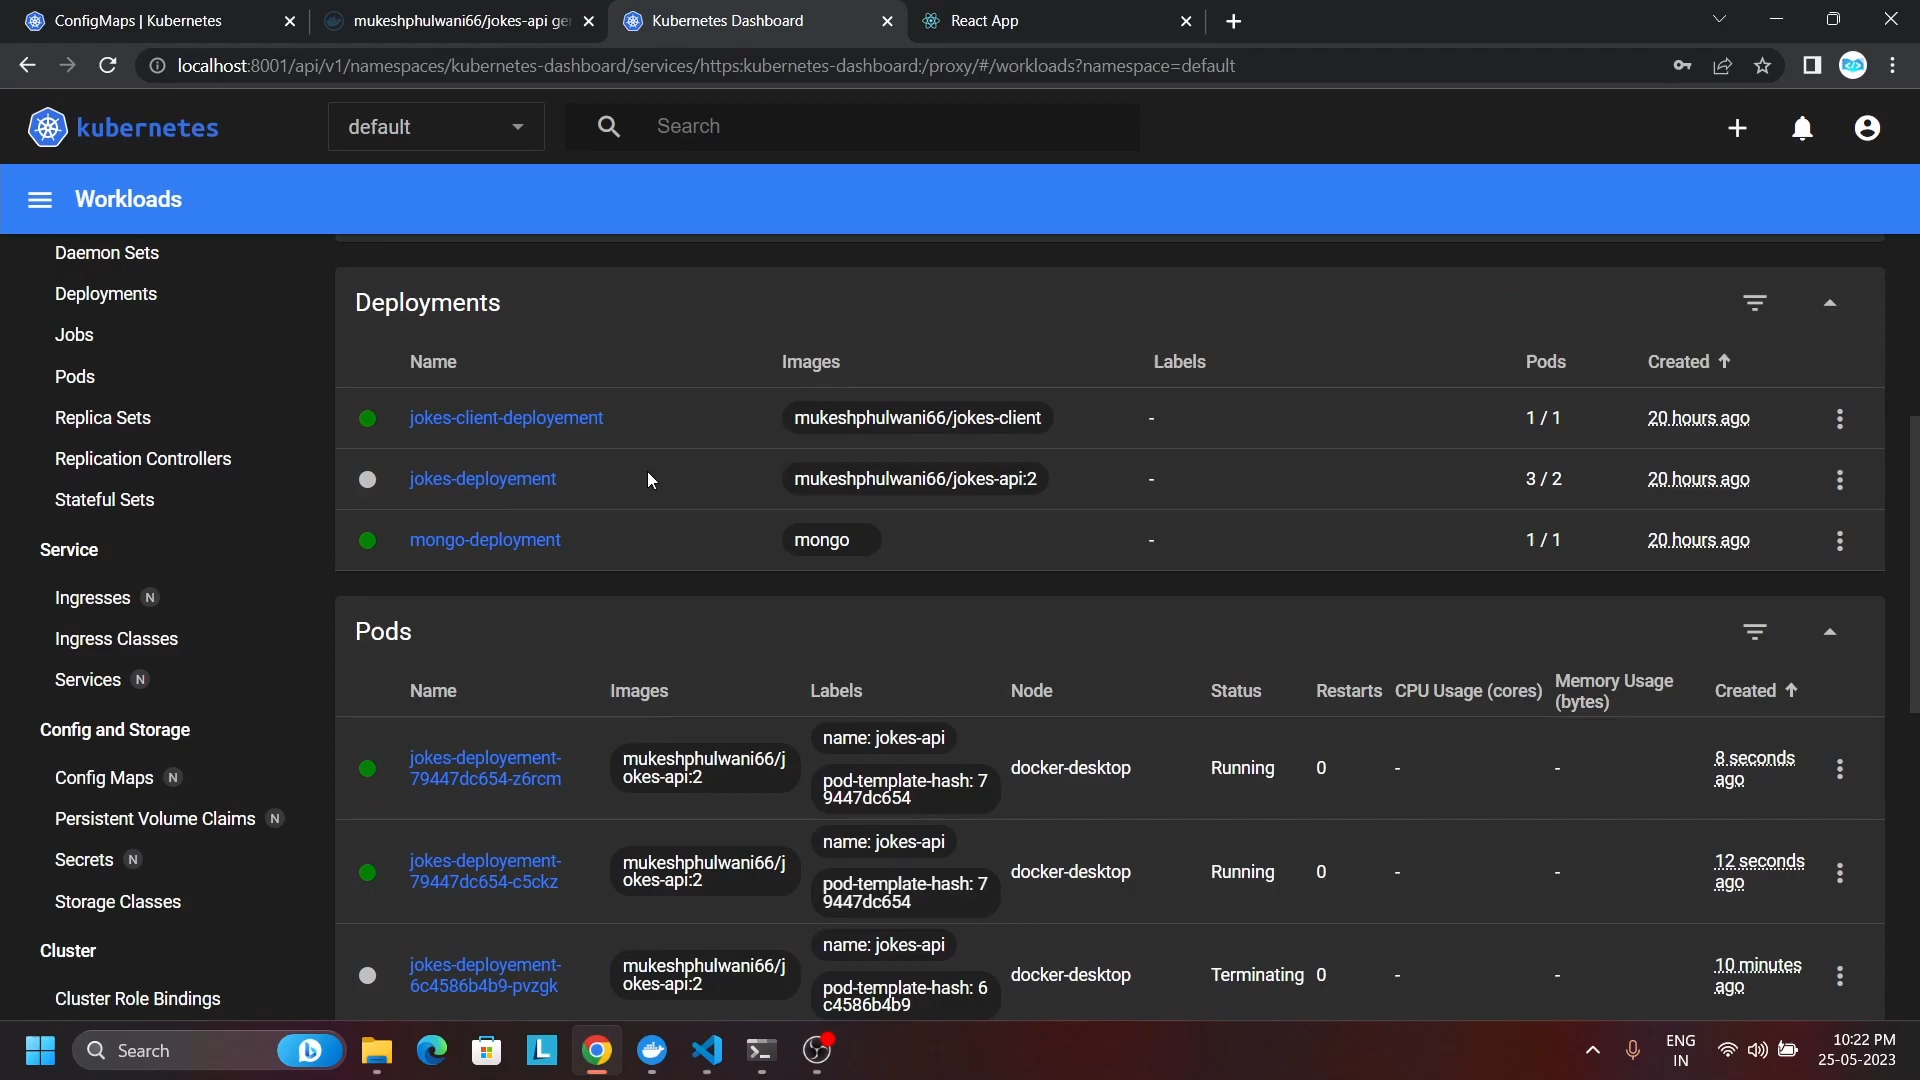 ConfigMaps | Kubernetes
mukeshphulwani66/jokes-api ge
Kubernetes Dashboard
React App
localhost:8001/api/v1/namespaces/kubernetes-dashboard/services/https:kubernetes-dashboard:/proxy/#/workloads?namespace=default
kubernetes
default
Search
Workloads
Daemon Sets
Deployments
Jobs
Pods
Replica Sets
Replication Controllers
Stateful Sets
Service
Ingresses N
Ingress Classes
Services N
Config and Storage
Config Maps N
Persistent Volume Claims N
Secrets N
Storage Classes
Cluster
Cluster Role Bindings
Deployments
Name Images Labels Pods Created
jokes-client-deployement mukeshphulwani66/jokes-client - 1 / 1 20 hours ago
jokes-deployement mukeshphulwani66/jokes-api:2 - 3 / 2 20 hours ago
mongo-deployment mongo - 1 / 1 20 hours ago
Pods
Name Images Labels Node Status Restarts CPU Usage (cores) Memory Usage (bytes) Created
jokes-deployement-
79447dc654-z6rcm
mukeshphulwani66/j
okes-api:2
name: jokes-api
pod-template-hash: 7
9447dc654
docker-desktop Running 0 - -
8 seconds
ago
jokes-deployement-
79447dc654-c5ckz
mukeshphulwani66/j
okes-api:2
name: jokes-api
pod-template-hash: 7
9447dc654
docker-desktop Running 0 - -
12 seconds
ago
jokes-deployement-
6c4586b4b9-pvzgk
mukeshphulwani66/j
okes-api:2
name: jokes-api
pod-template-hash: 6
c4586b4b9
docker-desktop Terminating 0 - -
10 minutes
ago
Search
ENG
IN
10:22 PM
25-05-2023